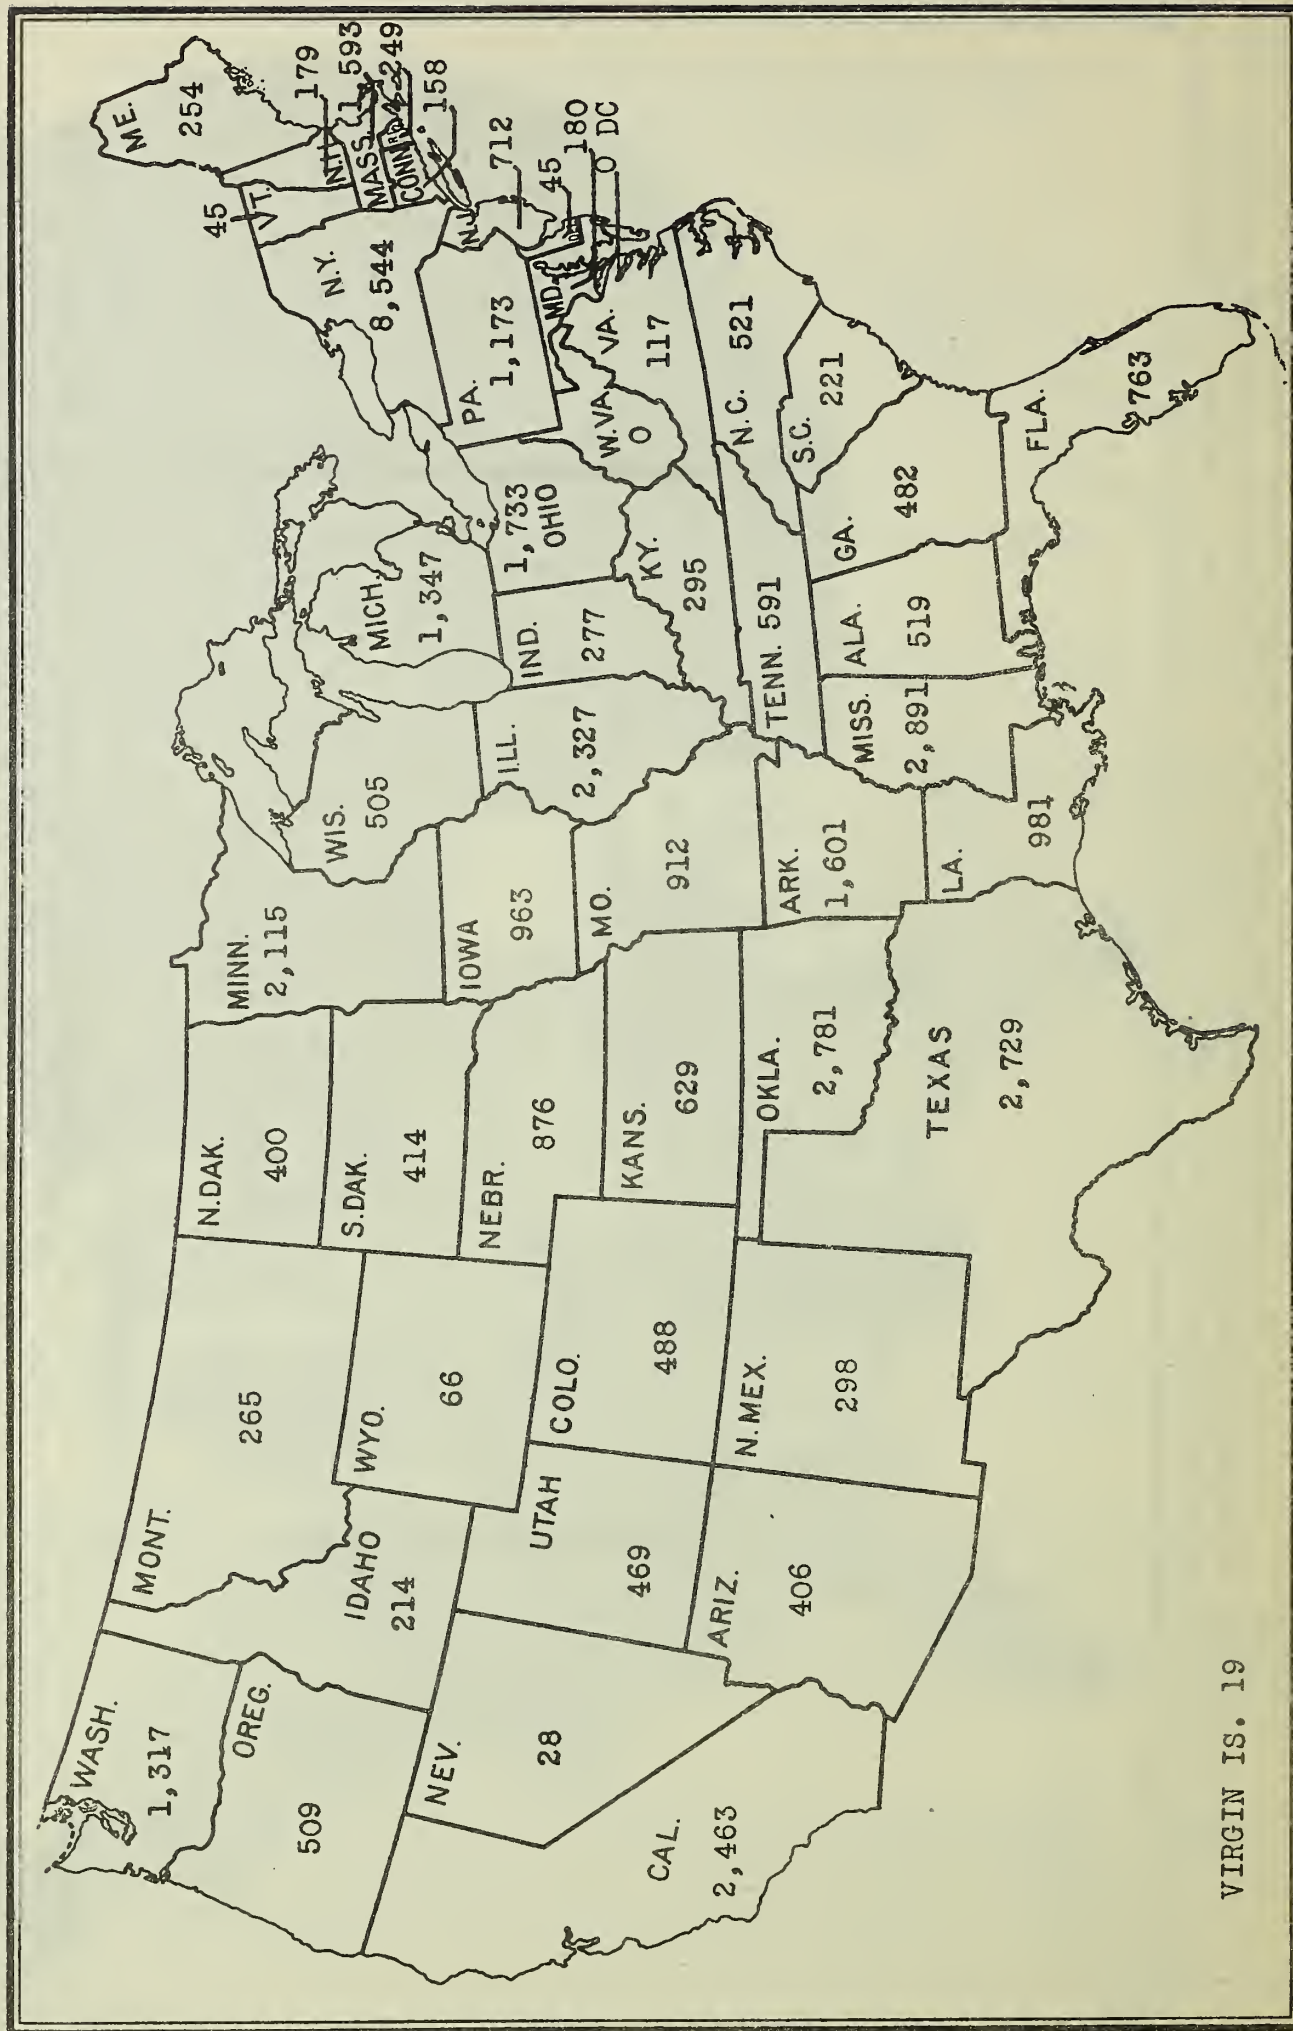 WASH.
1,317
OREG.
509
CAL.
2,463
NEV.
28
IDAHO
214
MONT.
265
WYO.
66
UTAH
469
ARIZ.
406
COLO.
488
N.MEX.
298
N.DAK.
400
S.DAK.
414
NEBR.
876
KANS.
629
OKLA.
2,781
TEXAS
2,729
MINN.
2,115
IOWA
963
MO.
912
ARK.
1,601
LA.
981
WIS.
505
ILL.
2,327
MICH.
1,347
IND.
277
1,733
OHIO
KY.
295
TENN. 591
MISS.
2,891
ALA.
519
GA.
482
FLA.
763
S.C.
221
N.C.
521
VA.
117
W.VA.
0
MD.
PA.
1,173
N.Y.
8,544
N.J.
VT.
45
N.H.
ME.
254
MASS.
CONN.
R.I.
179
1,593
249
158
712
DEL.
45
180
0 DC
VIRGIN IS. 19